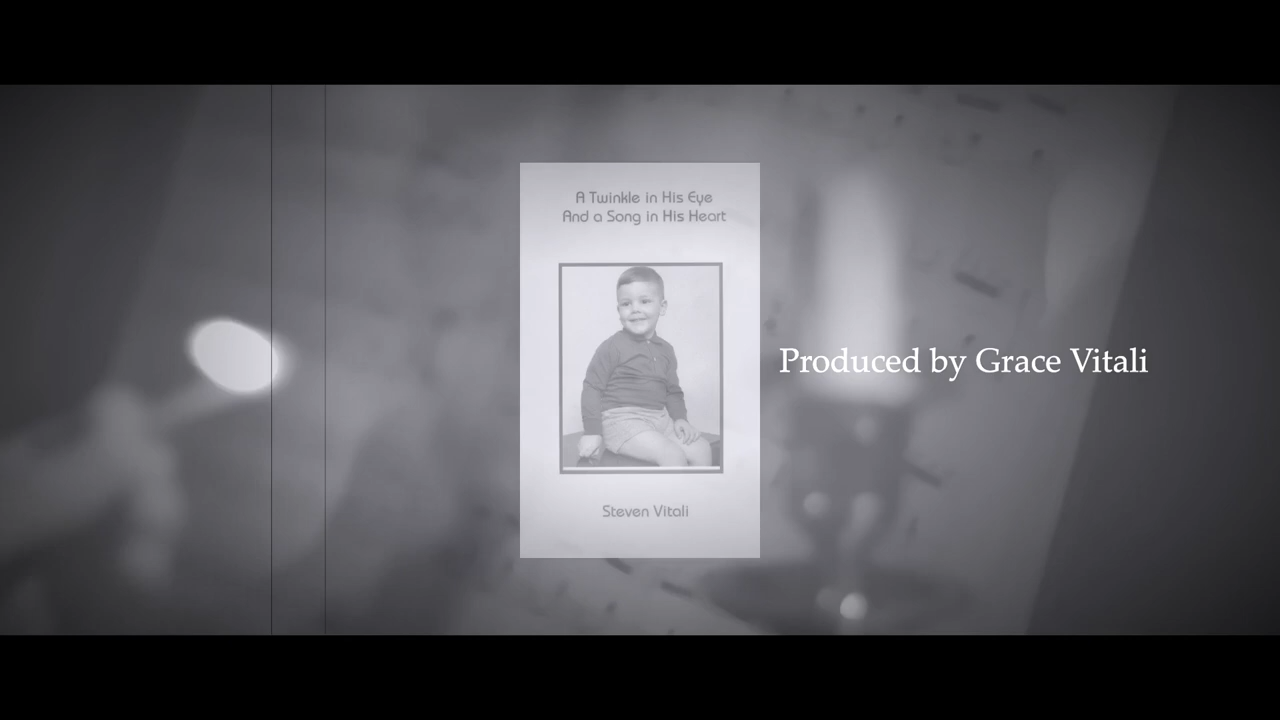 A Twinkle in His Eye
And a Song in His Heart
Produced by Grace Vitali
Steven Vitali